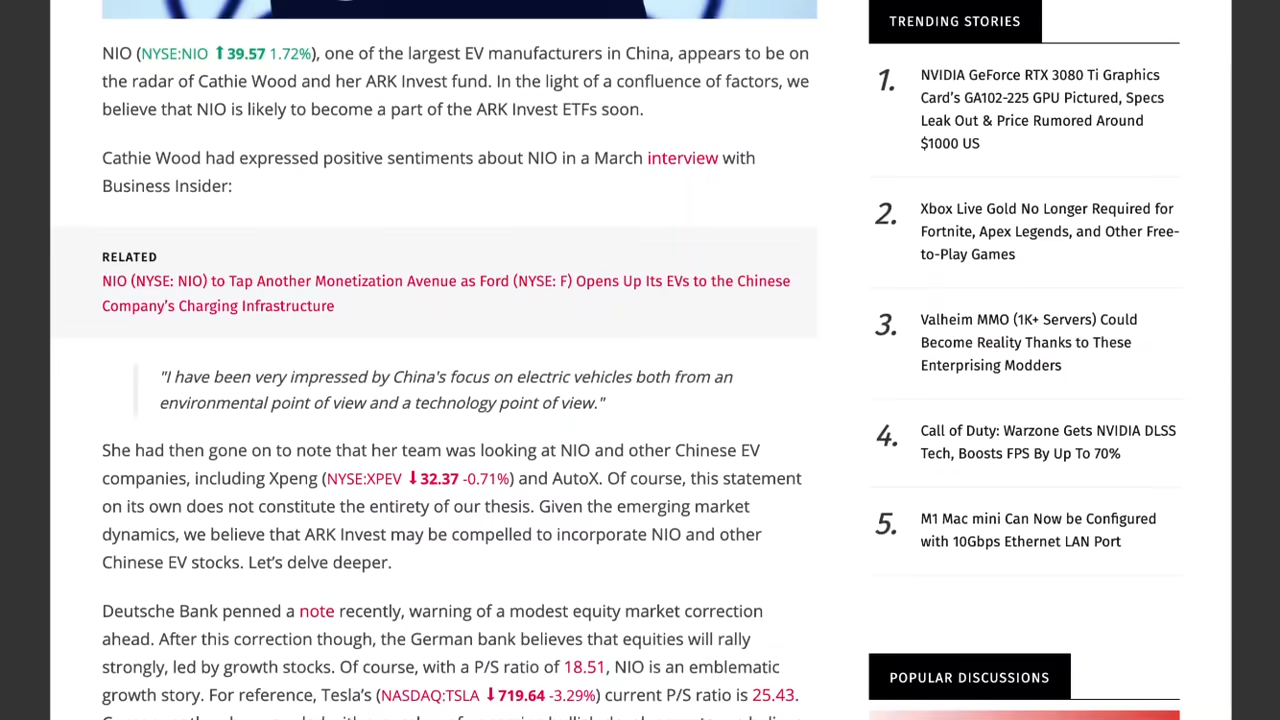 NIO (NYSE:NIO ⬆39.57 1.72%), one of the largest EV manufacturers in China, appears to be on
the radar of Cathie Wood and her ARK Invest fund. In the light of a confluence of factors, we
believe that NIO is likely to become a part of the ARK Invest ETFs soon.
Cathie Wood had expressed positive sentiments about NIO in a March interview with
Business Insider:
RELATED
NIO (NYSE: NIO) to Tap Another Monetization Avenue as Ford (NYSE: F) Opens Up Its EVs to the Chinese
Company's Charging Infrastructure
"I have been very impressed by China's focus on electric vehicles both from an
environmental point of view and a technology point of view."
She had then gone on to note that her team was looking at NIO and other Chinese EV
companies, including Xpeng (NYSE:XPEV ⬇32.37 -0.71%) and AutoX. Of course, this statement
on its own does not constitute the entirety of our thesis. Given the emerging market
dynamics, we believe that ARK Invest may be compelled to incorporate NIO and other
Chinese EV stocks. Let's delve deeper.
Deutsche Bank penned a note recently, warning of a modest equity market correction
ahead. After this correction though, the German bank believes that equities will rally
strongly, led by growth stocks. Of course, with a P/S ratio of 18.51, NIO is an emblematic
growth story. For reference, Tesla's (NASDAQ:TSLA ⬇719.64 -3.29%) current P/S ratio is 25.43.
TRENDING STORIES
1. NVIDIA GeForce RTX 3080 Ti Graphics
Card's GA102-225 GPU Pictured, Specs
Leak Out & Price Rumored Around
$1000 US
2. Xbox Live Gold No Longer Required for
Fortnite, Apex Legends, and Other Free-
to-Play Games
3. Valheim MMO (1K+ Servers) Could
Become Reality Thanks to These
Enterprising Modders
4. Call of Duty: Warzone Gets NVIDIA DLSS
Tech, Boosts FPS By Up To 70%
5. M1 Mac mini Can Now be Configured
with 10Gbps Ethernet LAN Port
POPULAR DISCUSSIONS